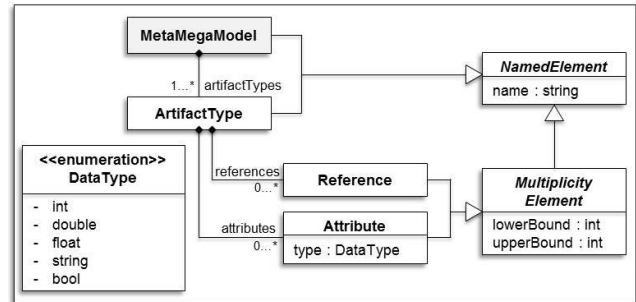 MetaMegaModel
NamedElement
name : string
1...* artifactTypes
ArtifactType
<<enumeration>>
DataType
- int
- double
- float
- string
- bool
references
0...*
Reference
attributes
0...*
Attribute
type : DataType
Multiplicity
Element
lowerBound : int
upperBound : int